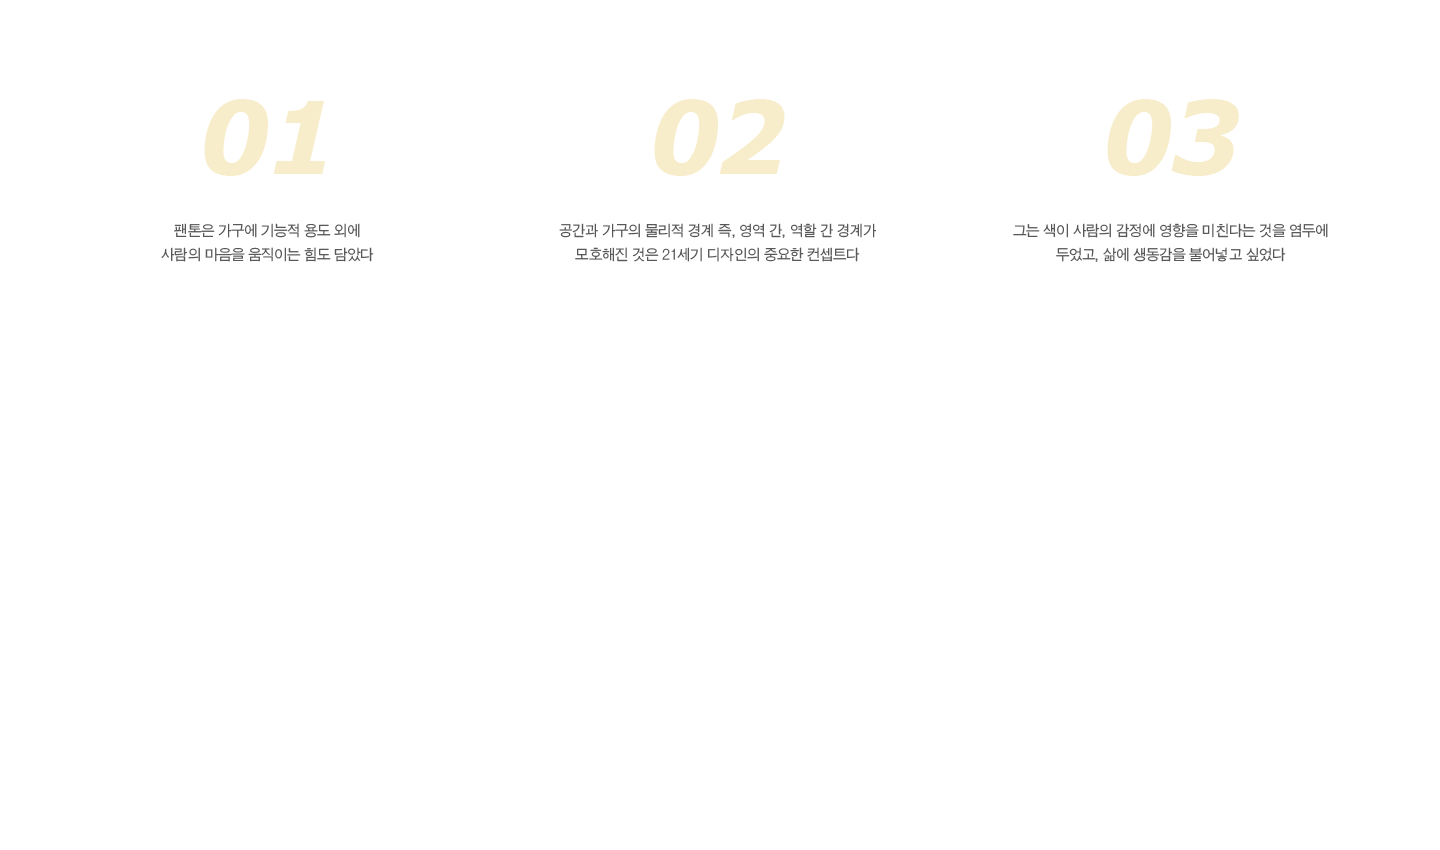 01
팬톤은 가구에 기능적 용도 외에
사람의 마음을 움직이는 힘도 담았다
02
공간과 가구의 물리적 경계 즉, 영역 간, 역할 간 경계가
모호해진 것은 21세기 디자인의 중요한 컨셉트다
03
그는 색이 사람의 감정에 영향을 미친다는 것을 염두에
두었고, 삶에 생동감을 불어넣고 싶었다